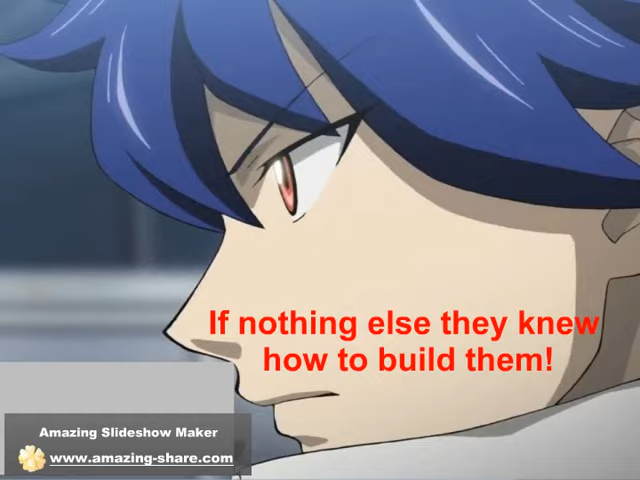 If nothing else they knew
how to build them!
Amazing Slideshow Maker
www.amazing-share.com